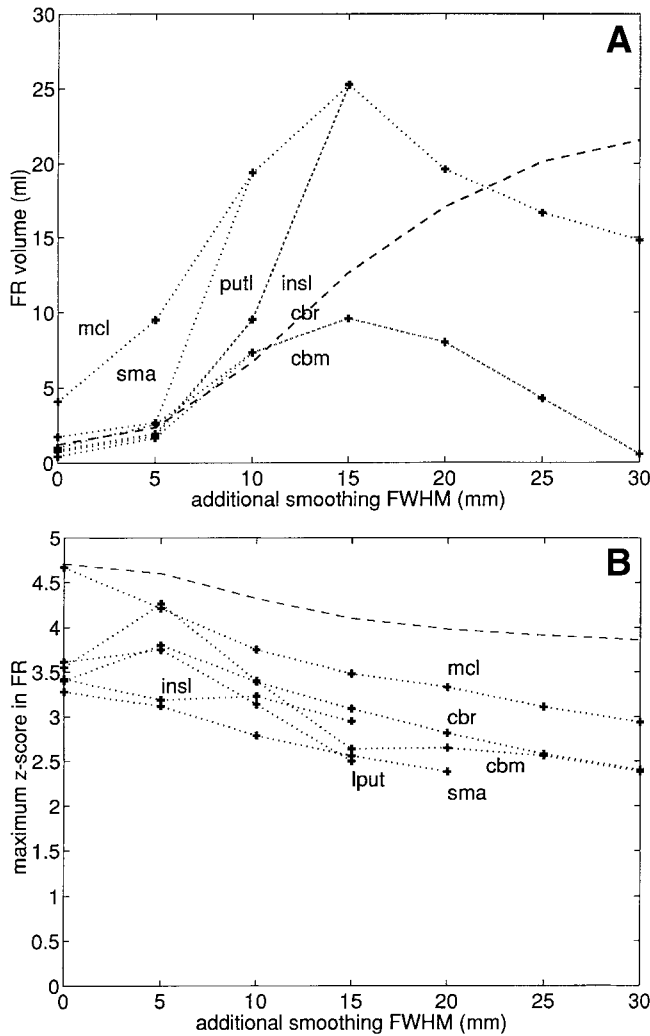 A
30
25
20
15
10
5
0
FR volume (ml)
mcl
sma
putl
insl
cbr
cbm
0 5 10 15 20 25 30
additional smoothing FWHM (mm)
B
5
4.5
4
3.5
3
2.5
2
1.5
1
0.5
0
maximum z-score in FR
insl
mcl
cbr
cbm
lput
sma
0 5 10 15 20 25 30
additional smoothing FWHM (mm)